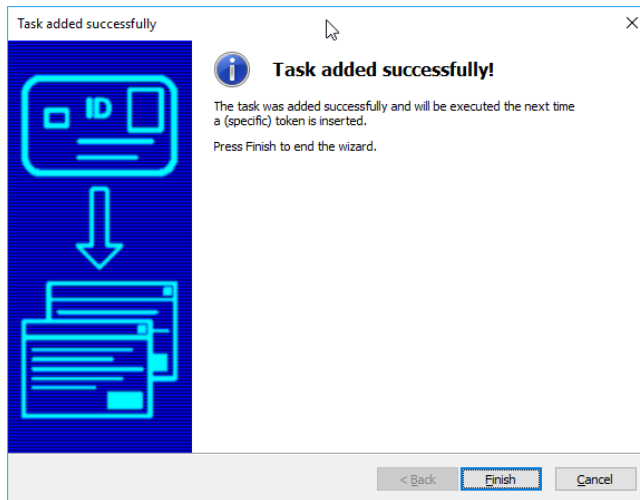 Task added successfully
Task added successfully!
The task was added successfully and will be executed the next time
a (specific) token is inserted.
Press Finish to end the wizard.
ID
< Back
Finish
Cancel